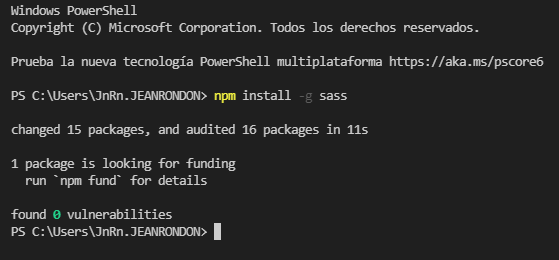 Windows PowerShell
Copyright (C) Microsoft Corporation. Todos los derechos reservados.
Prueba la nueva tecnología PowerShell multiplataforma https://aka.ms/pscore6
PS C:\Users\JnRn.JEANRONDON> npm install -g sass
changed 15 packages, and audited 16 packages in 11s
1 package is looking for funding
  run `npm fund` for details
found 0 vulnerabilities
PS C:\Users\JnRn.JEANRONDON>